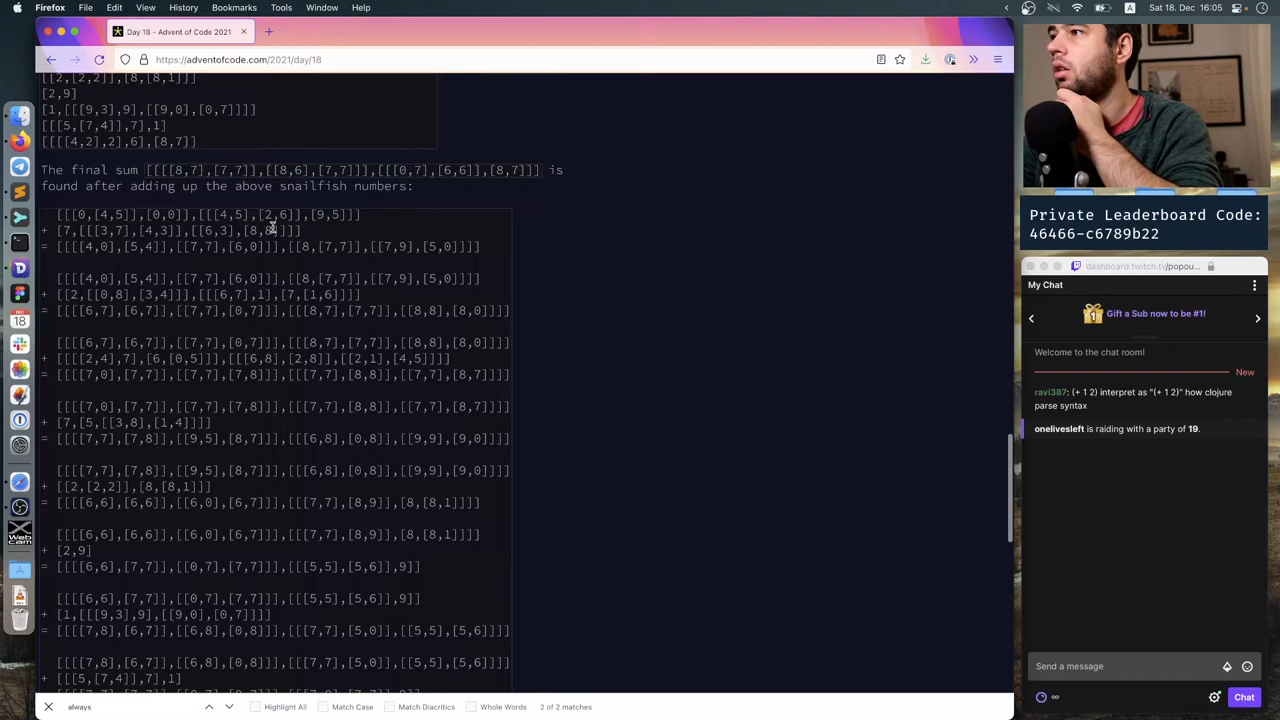 Firefox File Edit View History Bookmarks Tools Window Help
Sat 18. Dec 16:05
Day 18 - Advent of Code 2021
https://adventofcode.com/2021/day/18
[[2,[2,2]],[8,[8,1]]]
[2,9]
[1,[[[9,3],9],[[9,0],[0,7]]]]
[[[5,[7,4]],7],1]
[[[[4,2],2],6],[8,7]]
The final sum [[[[8,7],[7,7]],[[8,6],[7,7]]],[[[0,7],[6,6]],[8,7]]] is
found after adding up the above snailfish numbers:
[[[0,[4,5]],[0,0]],[[[4,5],[2,6]],[9,5]]]
+ [7,[[[3,7],[4,3]],[[6,3],[8,8]]]]
= [[[[4,0],[5,4]],[[7,7],[6,0]]],[[8,[7,7]],[[7,9],[5,0]]]]
[[[[4,0],[5,4]],[[7,7],[6,0]]],[[8,[7,7]],[[7,9],[5,0]]]]
+ [[2,[[0,8],[3,4]]],[[[6,7],1],[7,[1,6]]]]
= [[[[6,7],[6,7]],[[7,7],[0,7]]],[[[8,7],[7,7]],[[8,8],[8,0]]]]
[[[[6,7],[6,7]],[[7,7],[0,7]]],[[[8,7],[7,7]],[[8,8],[8,0]]]]
+ [[[[2,4],7],[6,[0,5]]],[[[6,8],[2,8]],[[2,1],[4,5]]]]
= [[[[7,0],[7,7]],[[7,7],[7,8]]],[[[7,7],[8,8]],[[7,7],[8,7]]]]
[[[[7,0],[7,7]],[[7,7],[7,8]]],[[[7,7],[8,8]],[[7,7],[8,7]]]]
+ [7,[5,[[3,8],[1,4]]]]
= [[[[7,7],[7,8]],[[9,5],[8,7]]],[[[6,8],[0,8]],[[9,9],[9,0]]]]
[[[[7,7],[7,8]],[[9,5],[8,7]]],[[[6,8],[0,8]],[[9,9],[9,0]]]]
+ [[2,[2,2]],[8,[8,1]]]
= [[[[6,6],[6,6]],[[6,0],[6,7]]],[[[7,7],[8,9]],[8,[8,1]]]]
[[[[6,6],[6,6]],[[6,0],[6,7]]],[[[7,7],[8,9]],[8,[8,1]]]]
+ [2,9]
= [[[[6,6],[7,7]],[[0,7],[7,7]]],[[[5,5],[5,6]],9]]
[[[[6,6],[7,7]],[[0,7],[7,7]]],[[[5,5],[5,6]],9]]
+ [1,[[[9,3],9],[[9,0],[0,7]]]]
= [[[[7,8],[6,7]],[[6,8],[0,8]]],[[[7,7],[5,0]],[[5,5],[5,6]]]]
[[[[7,8],[6,7]],[[6,8],[0,8]]],[[[7,7],[5,0]],[[5,5],[5,6]]]]
+ [[[5,[7,4]],7],1]
always
Highlight All Match Case Match Diacritics Whole Words 2 of 2 matches
Private Leaderboard Code:
46466-c6789b22
dashboard.twitch.tv/popou...
My Chat
1 Gift a Sub now to be #1!
Welcome to the chat room!
New
ravi387: (+ 1 2) interpret as "(+ 1 2)" how clojure
parse syntax
onelivesleft is raiding with a party of 19.
Send a message
Chat